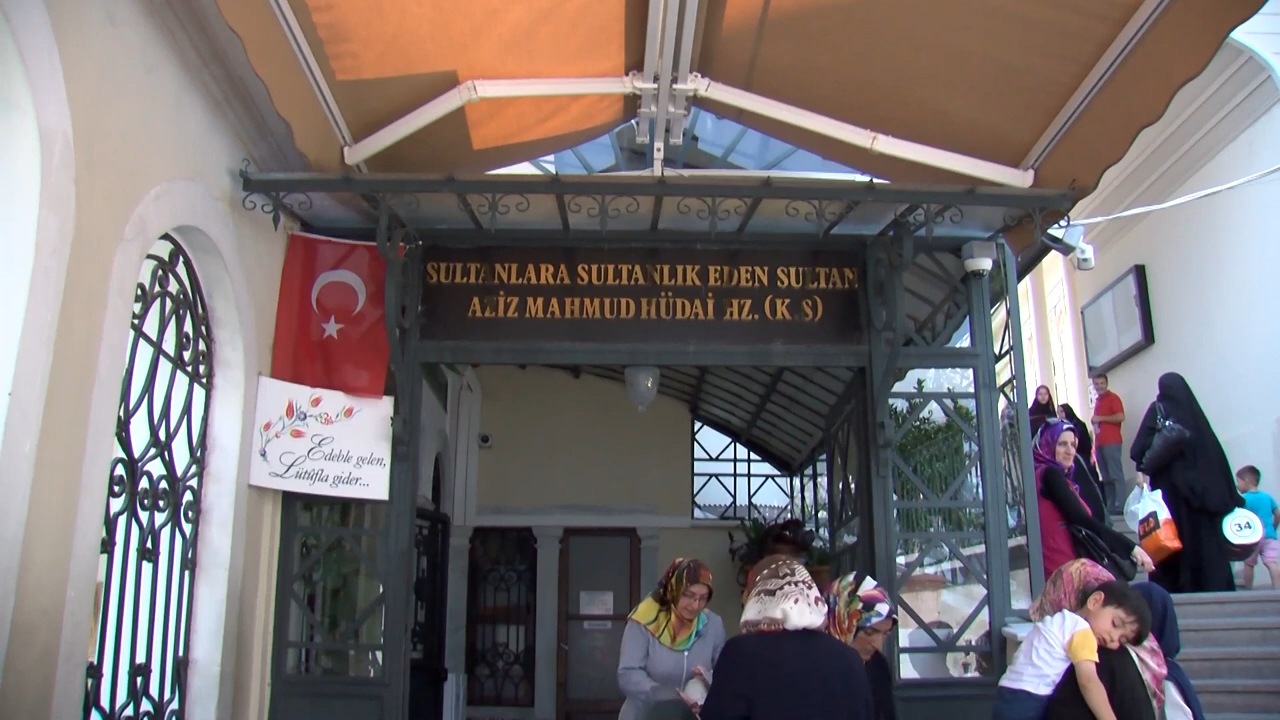 SULTANLARA SULTANLIK EDEN SULTAN
AZİZ MAHMUD HÜDAİ HZ. (K.S)
Edeble gelen,
Lütufla gider...
34